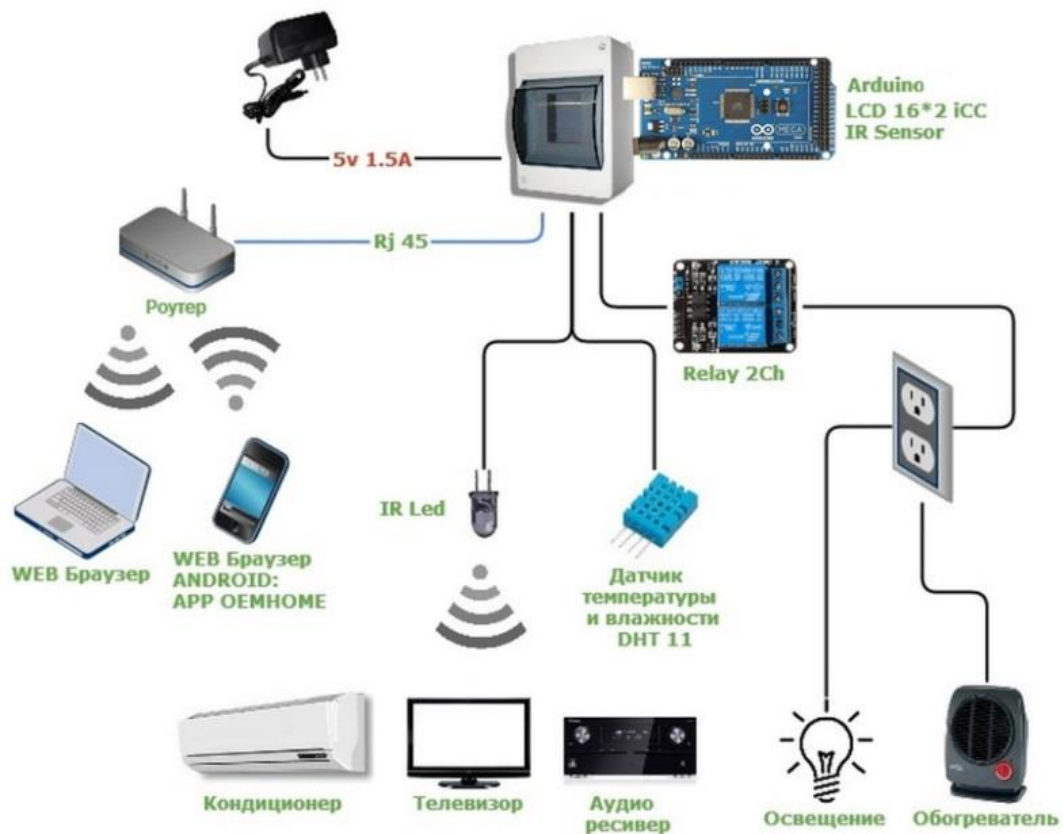 Arduino
LCD 16*2 iCC
IR Sensor
5v 1.5A
Rj 45
Роутер
Relay 2Ch
IR Led
WEB Браузер
WEB Браузер
ANDROID:
APP OEMHOME
Датчик
температуры
и влажности
DHT 11
Кондиционер
Телевизор
Аудио
ресивер
Освещение
Обогреватель
MEGA